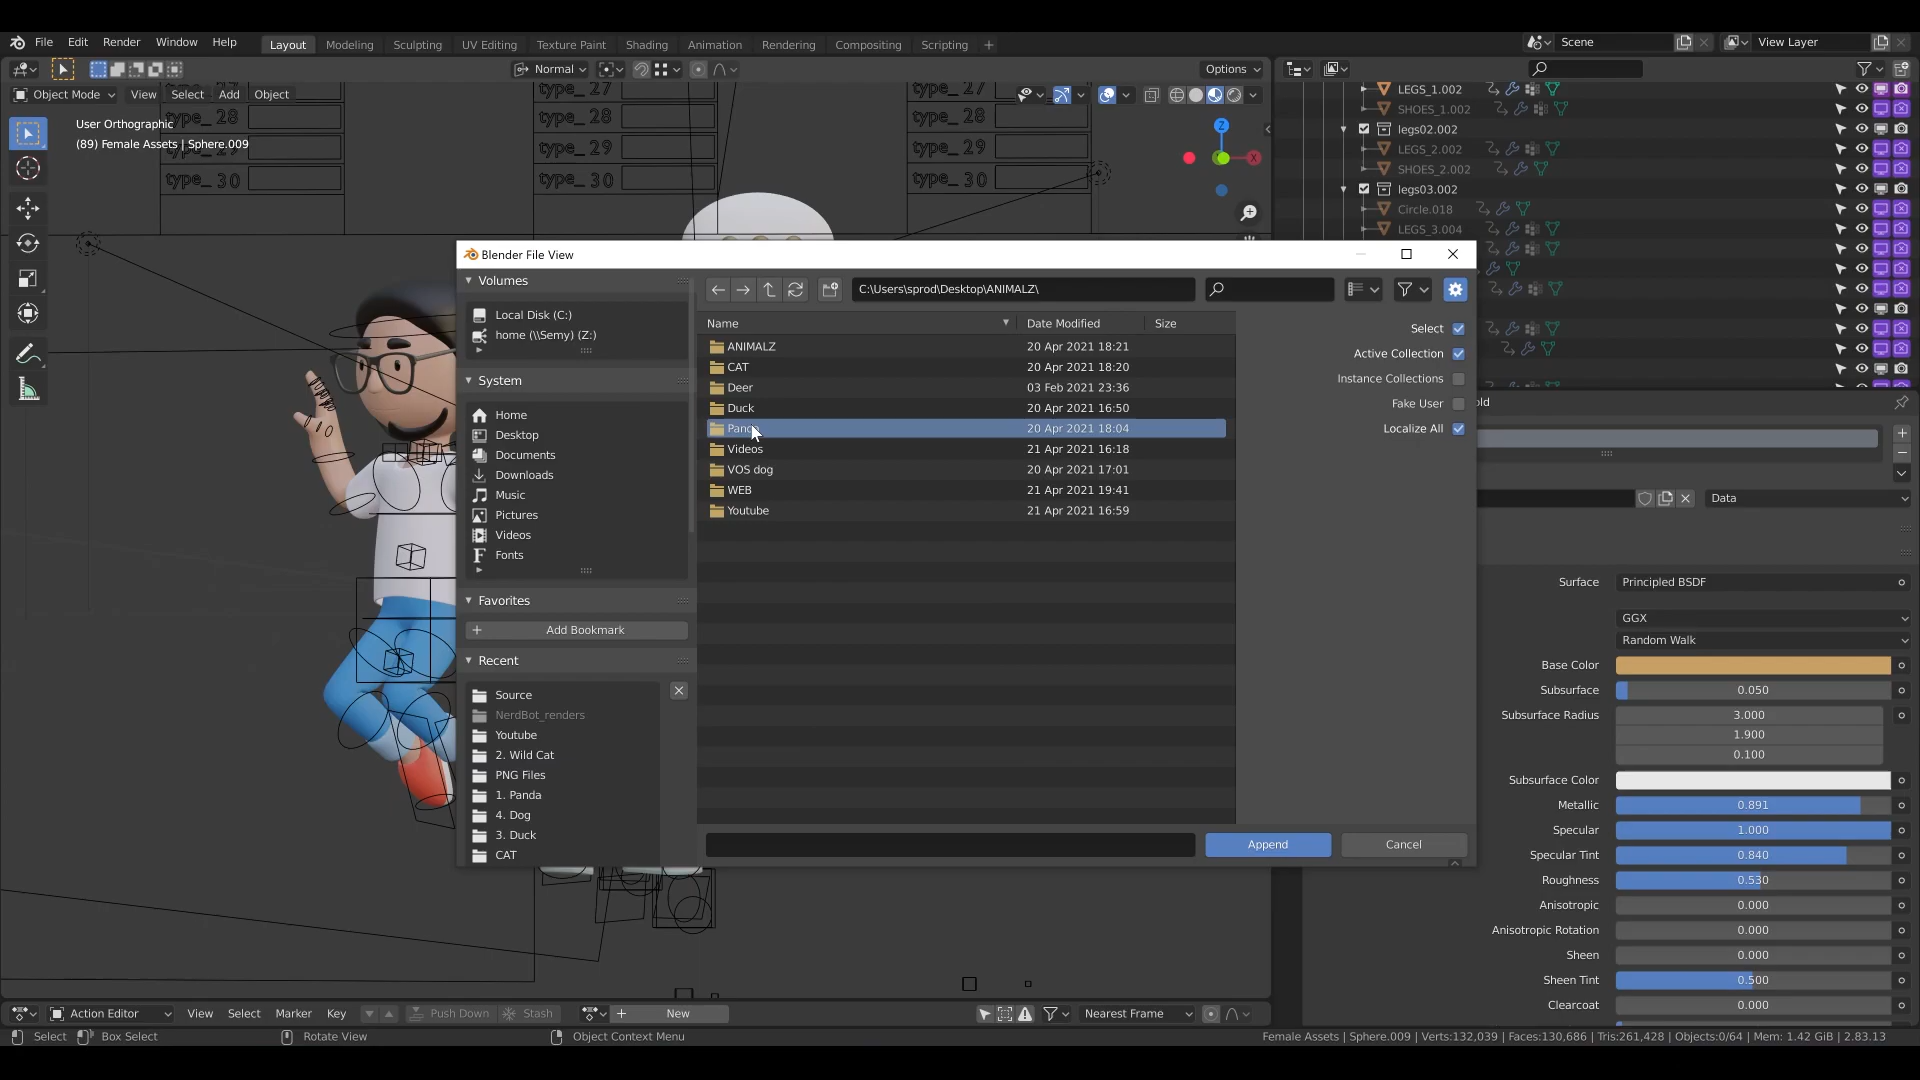 File Edit Render Window Help Layout Modeling Sculpting UV Editing Texture Paint Shading Animation Rendering Compositing Scripting + Scene View Layer
Normal Options
Object Mode View Select Add Object
User Orthographic
(89) Female Assets | Sphere.009
type_ 28 type_ 28 type_ 28
type_ 29 type_ 29 type_ 29
type_ 30 type_ 30 type_ 30
Z
X
LEGS_1.002
SHOES_1.002
legs02.002
LEGS_2.002
SHOES_2.002
legs03.002
Circle.018
LEGS_3.004
Blender File View
Volumes
Local Disk (C:)
home (\\Semy) (Z:)
System
Home
Desktop
Documents
Downloads
Music
Pictures
Videos
Fonts
Favorites
Add Bookmark
Recent
Source
NerdBot_renders
Youtube
2. Wild Cat
PNG Files
1. Panda
4. Dog
3. Duck
CAT
C:\Users\sprod\Desktop\ANIMALZ\
Name Date Modified Size
ANIMALZ 20 Apr 2021 18:21
CAT 20 Apr 2021 18:20
Deer 03 Feb 2021 23:36
Duck 20 Apr 2021 16:50
Panda 20 Apr 2021 18:04
Videos 21 Apr 2021 16:18
VOS dog 20 Apr 2021 17:01
WEB 21 Apr 2021 19:41
Youtube 21 Apr 2021 16:59
Select
Active Collection
Instance Collections
Fake User
Localize All
Append Cancel
Data
Surface Principled BSDF
GGX
Random Walk
Base Color
Subsurface 0.050
Subsurface Radius 3.000
1.900
0.100
Subsurface Color
Metallic 0.891
Specular 1.000
Specular Tint 0.840
Roughness 0.530
Anisotropic 0.000
Anisotropic Rotation 0.000
Sheen 0.000
Sheen Tint 0.500
Clearcoat 0.000
Action Editor View Select Marker Key Push Down Stash + New Nearest Frame
Select Box Select Rotate View Object Context Menu Female Assets | Sphere.009 | Verts:132,039 | Faces:130,686 | Tris:261,428 | Objects:0/64 | Mem: 1.42 GiB | 2.83.13